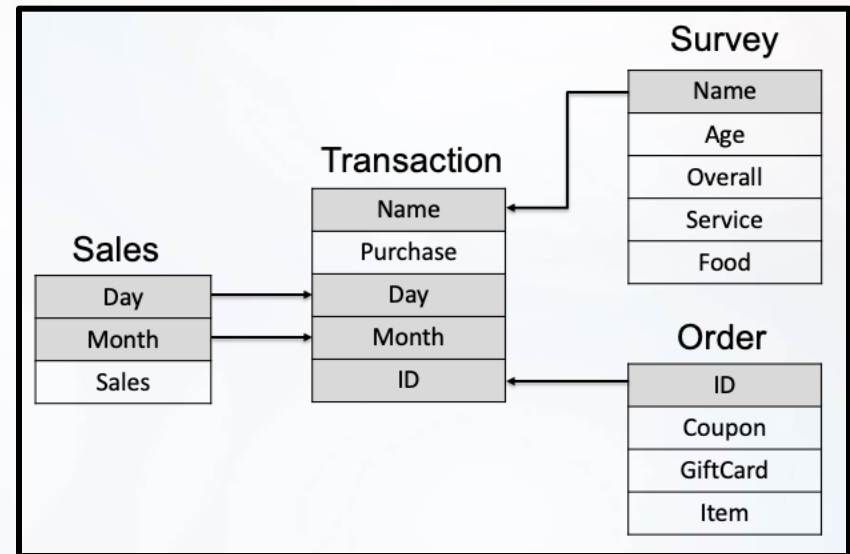 Survey
Name
Age
Overall
Service
Food
Transaction
Name
Purchase
Day
Month
ID
Sales
Day
Month
Sales
Order
ID
Coupon
GiftCard
Item